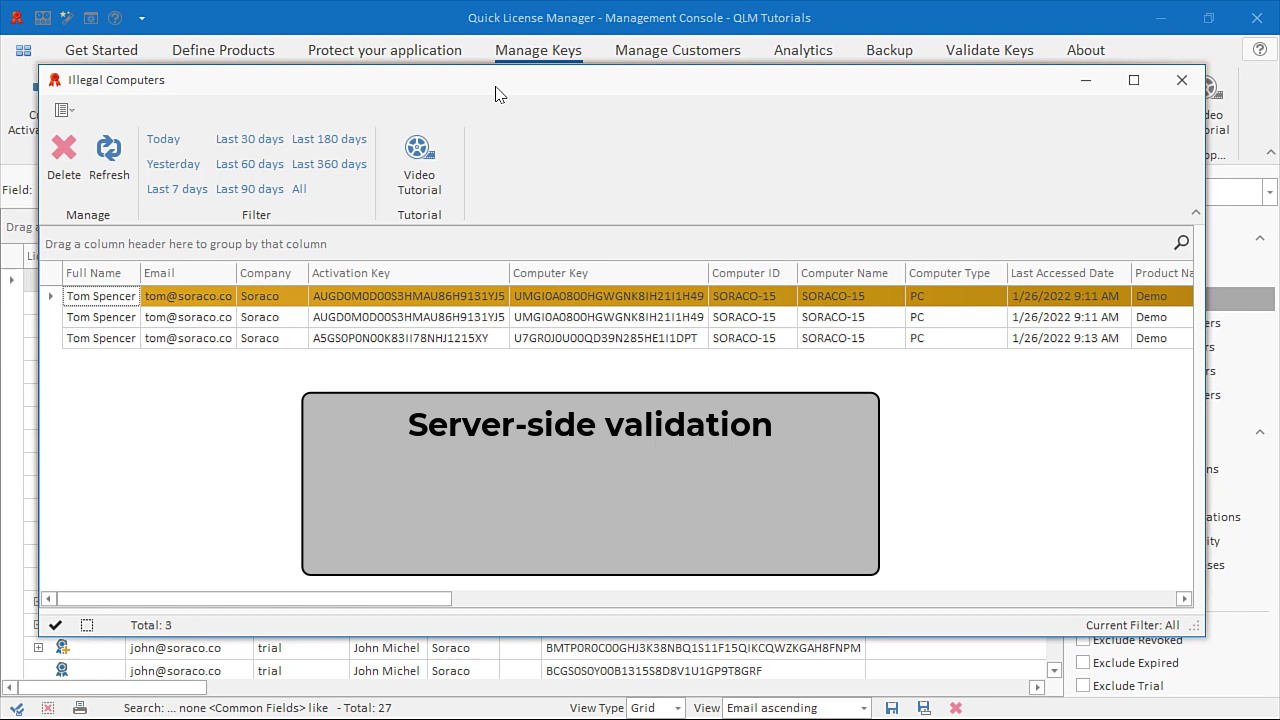 Quick License Manager - Management Console - QLM Tutorials
Get Started Define Products Protect your application Manage Keys Manage Customers Analytics Backup Validate Keys About
Illegal Computers
Delete Refresh
Manage
Today Last 30 days Last 180 days
Yesterday Last 60 days Last 360 days
Last 7 days Last 90 days All
Filter
Video
Tutorial
Tutorial
Field:
Drag a column header here to group by that column
Full Name Email Company Activation Key Computer Key Computer ID Computer Name Computer Type Last Accessed Date Product Na
Tom Spencer tom@soraco.co Soraco AUGD0M0D00S3HMAU86H9131YJ5 UMGI0A0800HGWGNK8IH21I1H49 SORACO-15 SORACO-15 PC 1/26/2022 9:11 AM Demo
Tom Spencer tom@soraco.co Soraco AUGD0M0D00S3HMAU86H9131YJ5 UMGI0A0800HGWGNK8IH21I1H49 SORACO-15 SORACO-15 PC 1/26/2022 9:11 AM Demo
Tom Spencer tom@soraco.co Soraco A5GS0P0N00K83II78NHJ1215XY U7GR0J0U00QD39N285HE1I1DPT SORACO-15 SORACO-15 PC 1/26/2022 9:13 AM Demo
Server-side validation
Total: 3 Current Filter: All
john@soraco.co trial John Michel Soraco BMTP0R0C00GHJ3K38NBQ1S11F15QIKCQWZKGAH8FNPM
john@soraco.co trial John Michel Soraco BCGS0S0Y00B1315S8D8V1U1GP9T8GRF
Exclude Revoked
Exclude Expired
Exclude Trial
Search: ... none <Common Fields> like - Total: 27 View Type Grid View Email ascending